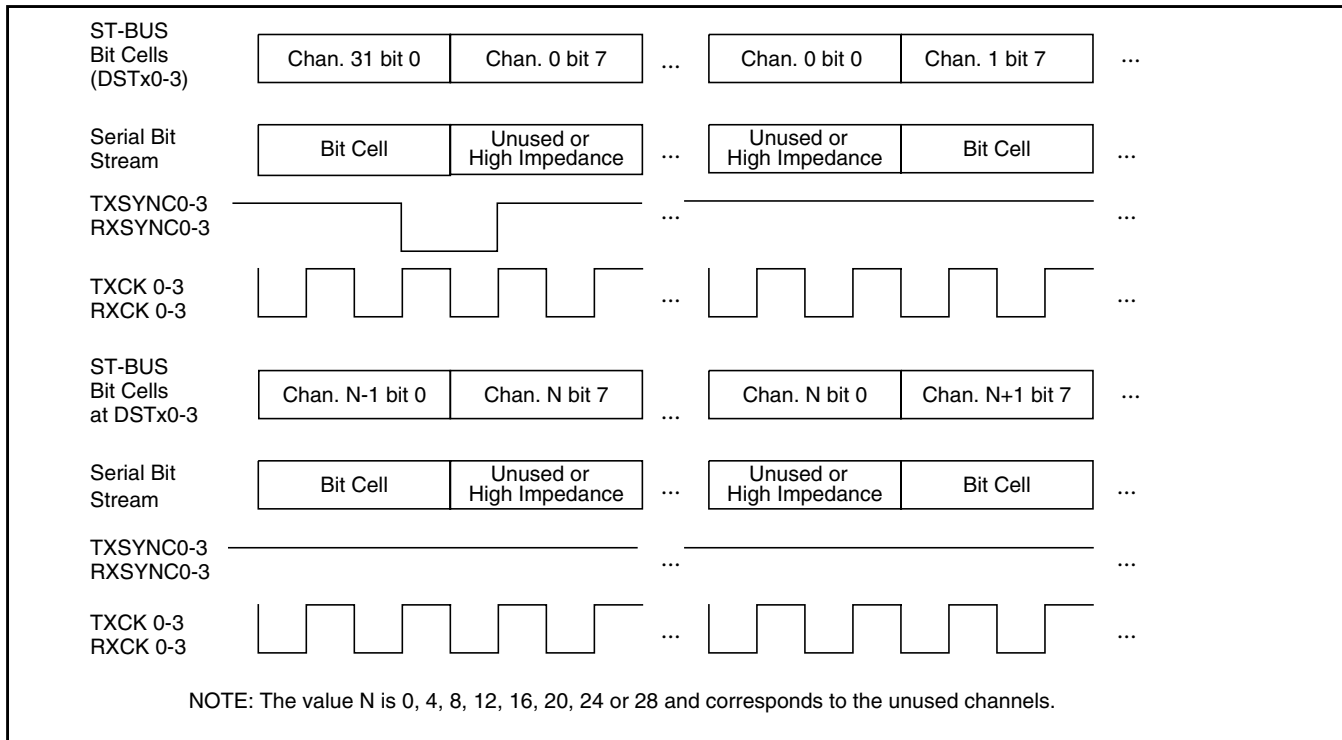 ST-BUS
Bit Cells
(DSTx0-3)
Chan. 31 bit 0
Chan. 0 bit 7
...
Chan. 0 bit 0
Chan. 1 bit 7
...
Serial Bit
Stream
Bit Cell
Unused or
High Impedance
...
Unused or
High Impedance
Bit Cell
...
TXSYNC0-3
RXSYNC0-3
...
...
TXCK 0-3
RXCK 0-3
...
...
ST-BUS
Bit Cells
at DSTx0-3
Chan. N-1 bit 0
Chan. N bit 7
...
Chan. N bit 0
Chan. N+1 bit 7
...
Serial Bit
Stream
Bit Cell
Unused or
High Impedance
...
Unused or
High Impedance
Bit Cell
...
TXSYNC0-3
RXSYNC0-3
...
...
TXCK 0-3
RXCK 0-3
...
...
NOTE: The value N is 0, 4, 8, 12, 16, 20, 24 or 28 and corresponds to the unused channels.